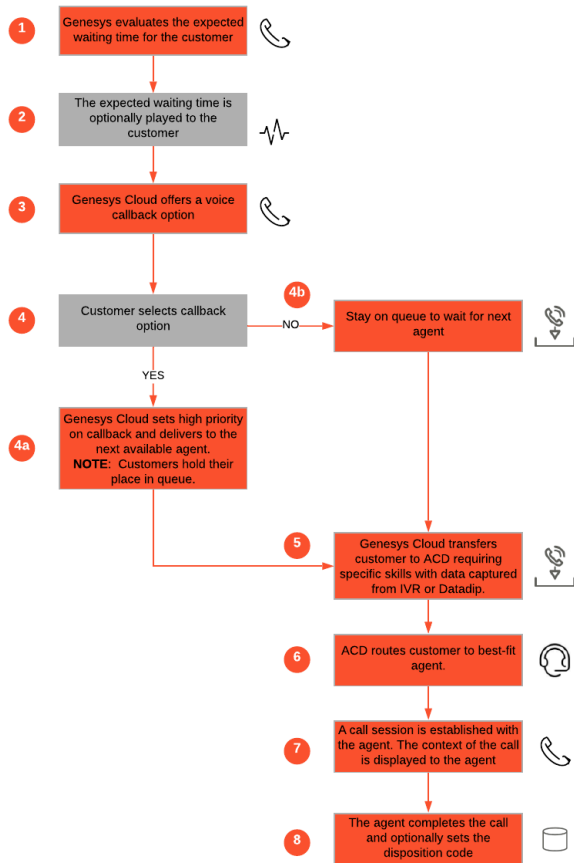 1
Genesys evaluates the expected
waiting time for the customer
2
The expected waiting time is
optionally played to the
customer
3
Genesys Cloud offers a voice
callback option
4
Customer selects callback
option
NO
4b
Stay on queue to wait for next
agent
YES
4a
Genesys Cloud sets high priority
on callback and delivers to the
next available agent.
NOTE: Customers hold their
place in queue.
5
Genesys Cloud transfers
customer to ACD requiring
specific skills with data captured
from IVR or Datadip.
6
ACD routes customer to best-fit
agent.
7
A call session is established with
the agent. The context of the call
is displayed to the agent
8
The agent completes the call
and optionally sets the
disposition code